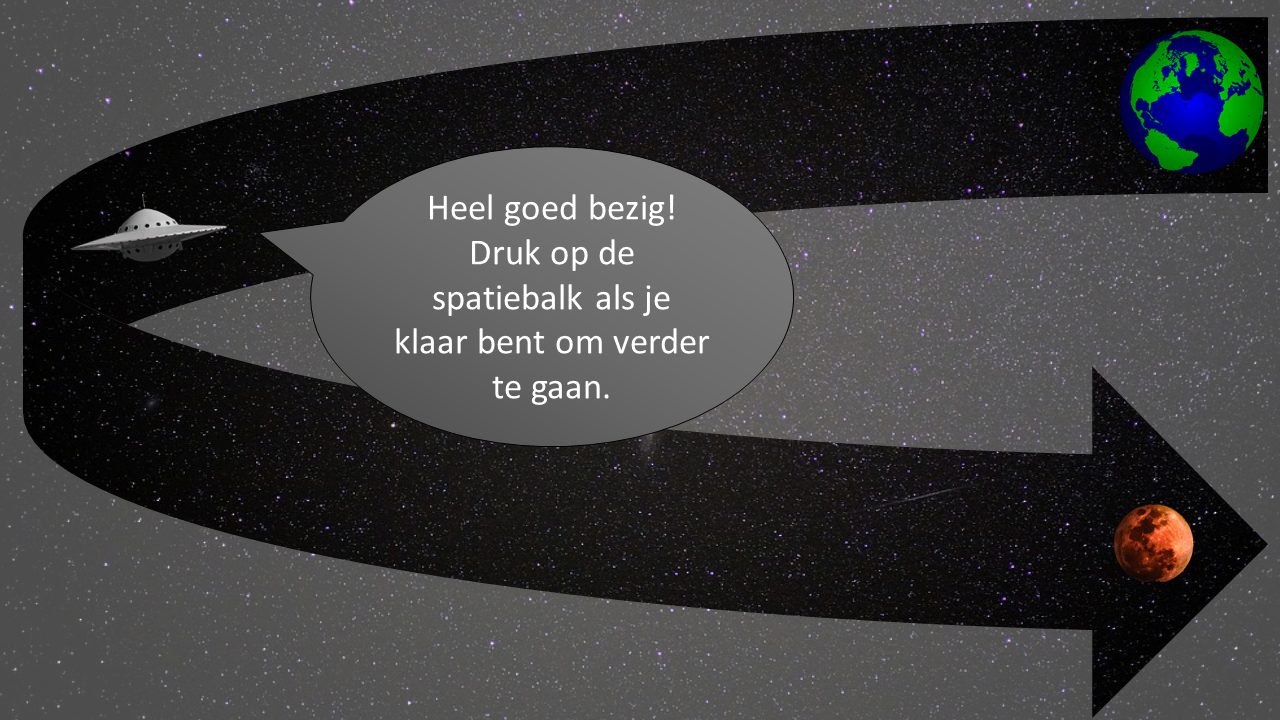 Heel goed bezig!
Druk op de
spatiebalk als je
klaar bent om verder
te gaan.